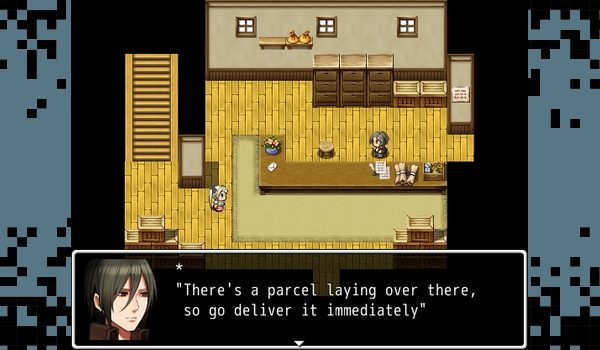 *
"There's a parcel laying over there,
so go deliver it immediately"